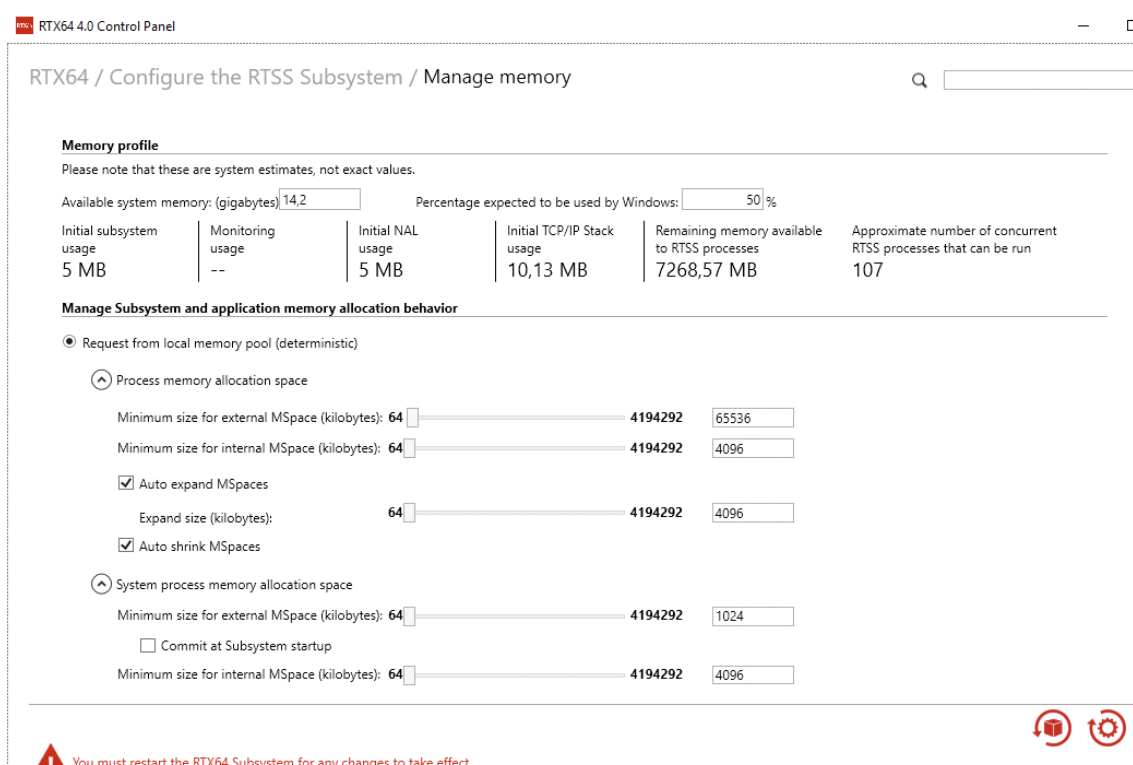 RTX64 4.0 Control Panel
RTX64 / Configure the RTSS Subsystem / Manage memory
Memory profile
Please note that these are system estimates, not exact values.
Available system memory: (gigabytes) 14,2 Percentage expected to be used by Windows: 50 %
Initial subsystem usage
5 MB
Monitoring usage
--
Initial NAL usage
5 MB
Initial TCP/IP Stack usage
10,13 MB
Remaining memory available to RTSS processes
7268,57 MB
Approximate number of concurrent RTSS processes that can be run
107
Manage Subsystem and application memory allocation behavior
Request from local memory pool (deterministic)
Process memory allocation space
Minimum size for external MSpace (kilobytes): 64 4194292 65536
Minimum size for internal MSpace (kilobytes): 64 4194292 4096
Auto expand MSpaces
Expand size (kilobytes): 64 4194292 4096
Auto shrink MSpaces
System process memory allocation space
Minimum size for external MSpace (kilobytes): 64 4194292 1024
Commit at Subsystem startup
Minimum size for internal MSpace (kilobytes): 64 4194292 4096
You must restart the RTX64 Subsystem for any changes to take effect